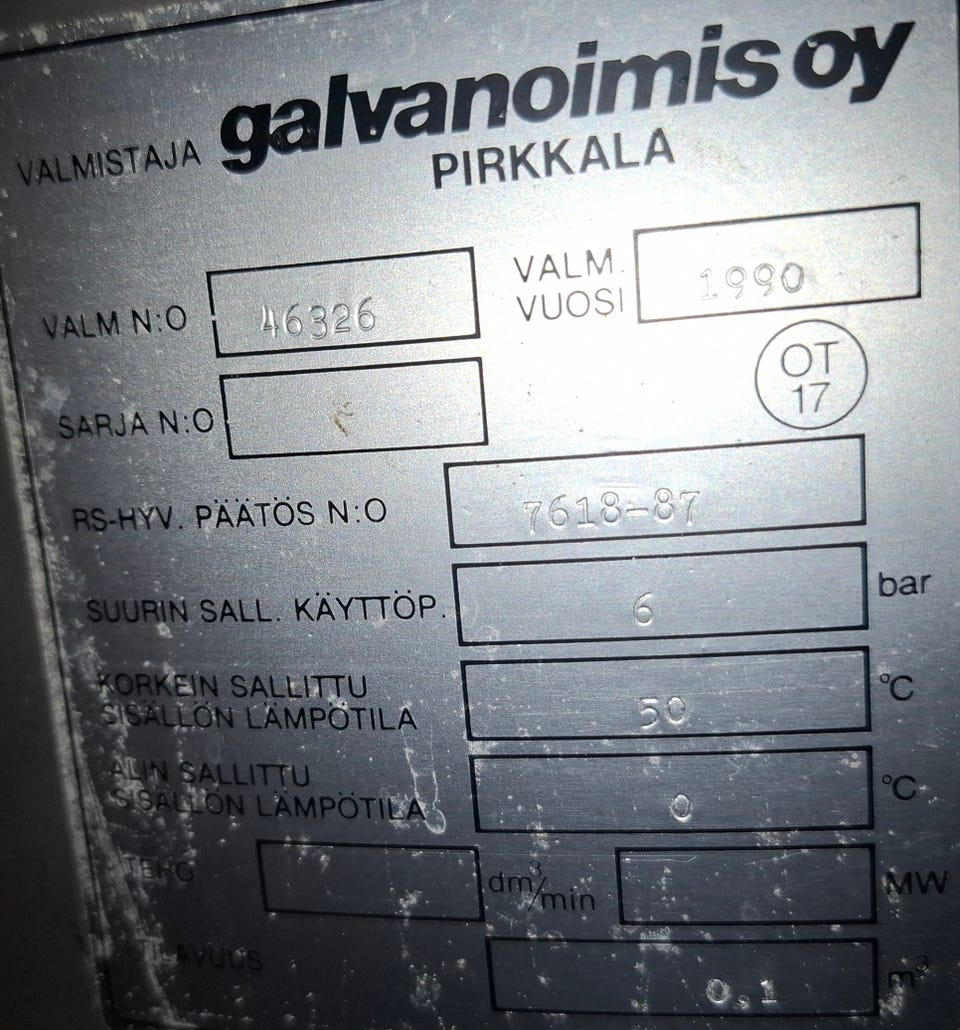 VALMISTAJA galvanoimis oy
PIRKKALA
VALM N:O 46326
VALM. VUOSI 1990
SARJA N:O
OT 17
RS-HYV. PÄÄTÖS N:O 7618-87
SUURIN SALL. KÄYTTÖP. 6 bar
KORKEIN SALLITTU
SISÄLLÖN LÄMPÖTILA 50 °C
ALIN SALLITTU
SISÄLLÖN LÄMPÖTILA 0 °C
TEHO dm³/min MW
TILAVUUS 0,1 m³